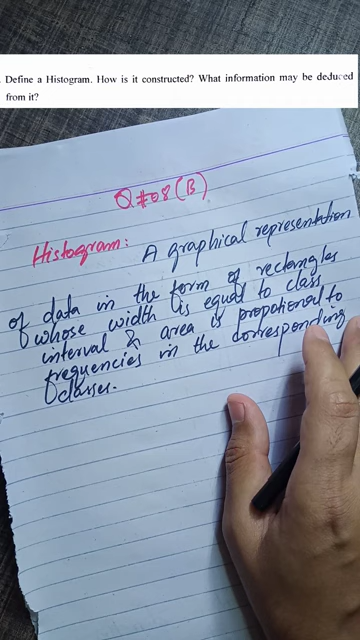 Define a Histogram. How is it constructed? What information may be deduced
from it?
Q#08(B)
Histogram: A graphical representation
of data in the form of rectangles
whose width is equal to class
interval & area is propotional to
frequencies in the corresponding
classes.